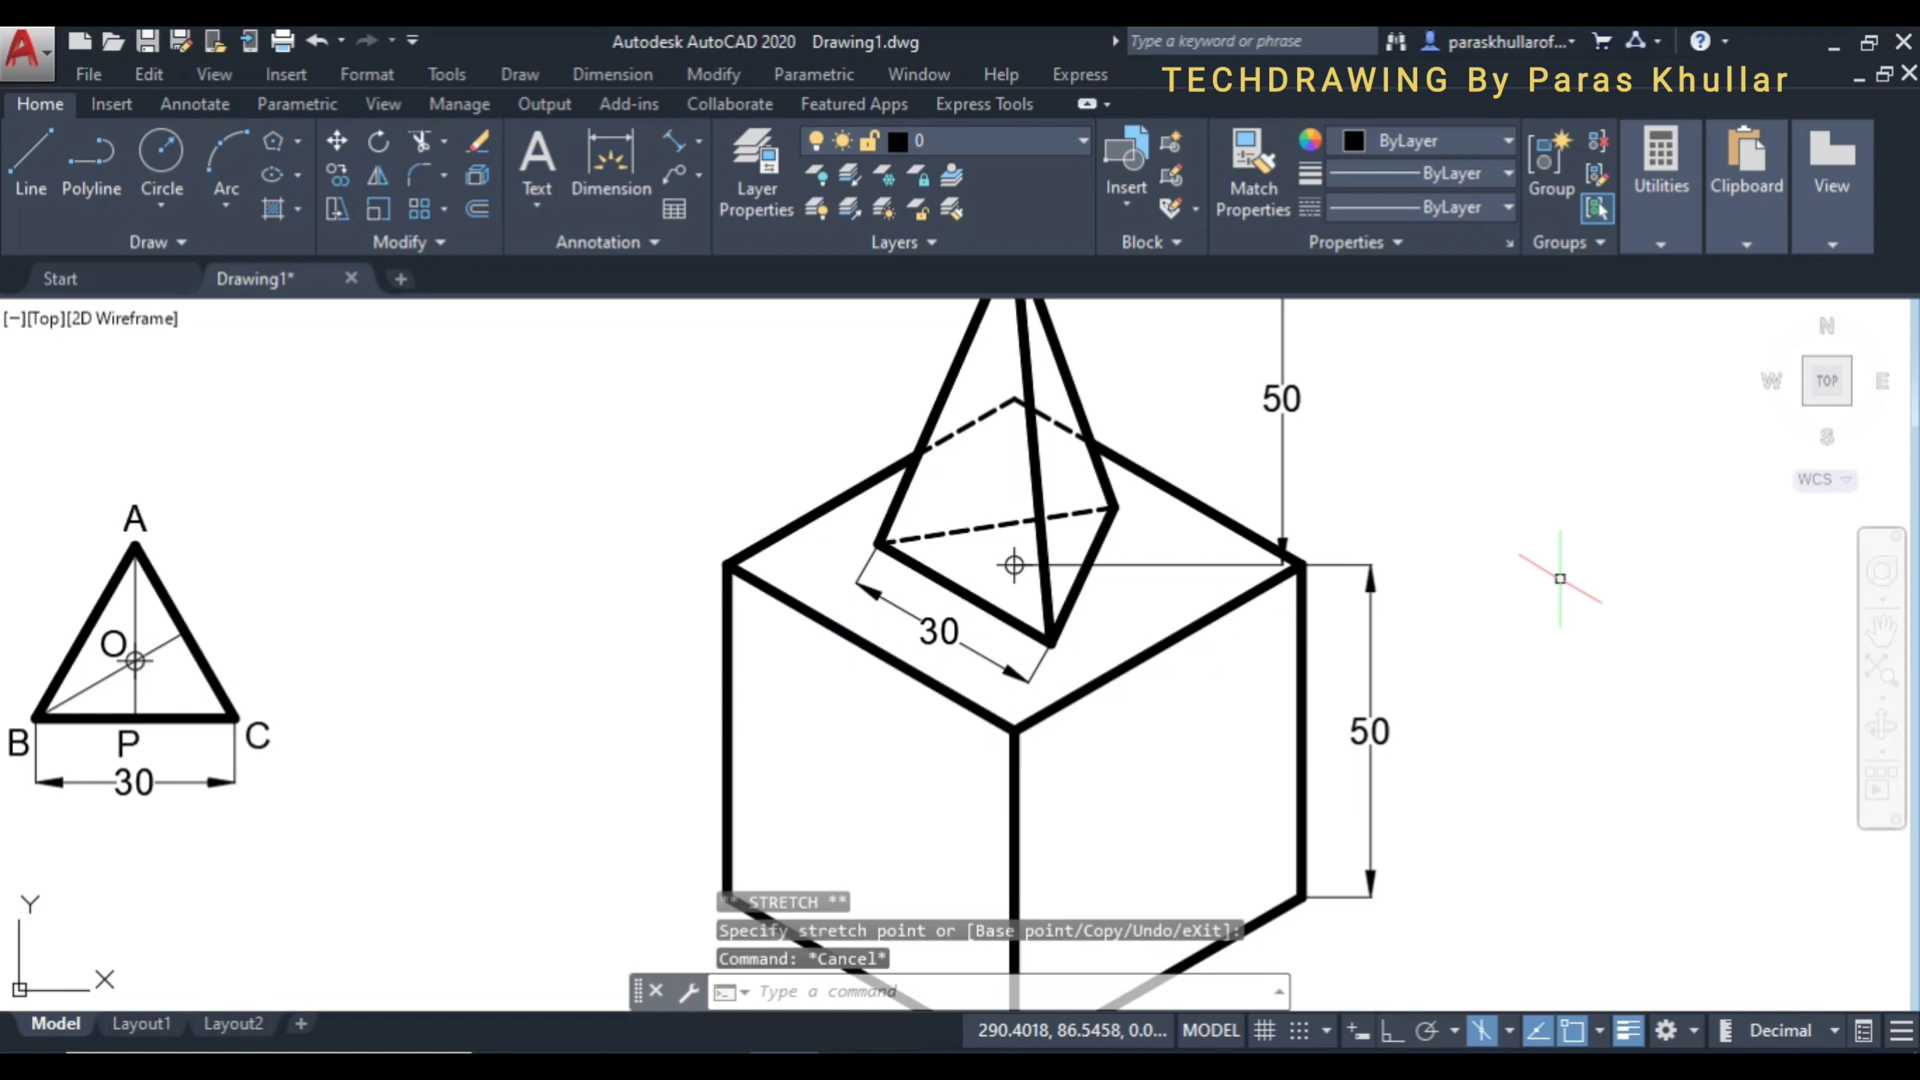 Autodesk AutoCAD 2020 Drawing1.dwg
Type a keyword or phrase
paraskhullarof...
File Edit View Insert Format Tools Draw Dimension Modify Parametric Window Help Express
TECHDRAWING By Paras Khullar
Home Insert Annotate Parametric View Manage Output Add-ins Collaborate Featured Apps Express Tools
0
ByLayer
ByLayer
ByLayer
Line Polyline Circle Arc
Text Dimension
Layer Properties
Insert
Match Properties
Group
Utilities
Clipboard
View
Draw Modify Annotation Layers Block Properties Groups
Start Drawing1*
[−][Top][2D Wireframe]
N
W TOP E
S
WCS
50
A
O
30
B P C
30
50
** STRETCH **
Specify stretch point or [Base point/Copy/Undo/eXit]:
Command: *Cancel*
Type a command
Y
X
Model Layout1 Layout2
290.4018, 86.5458, 0.0... MODEL Decimal